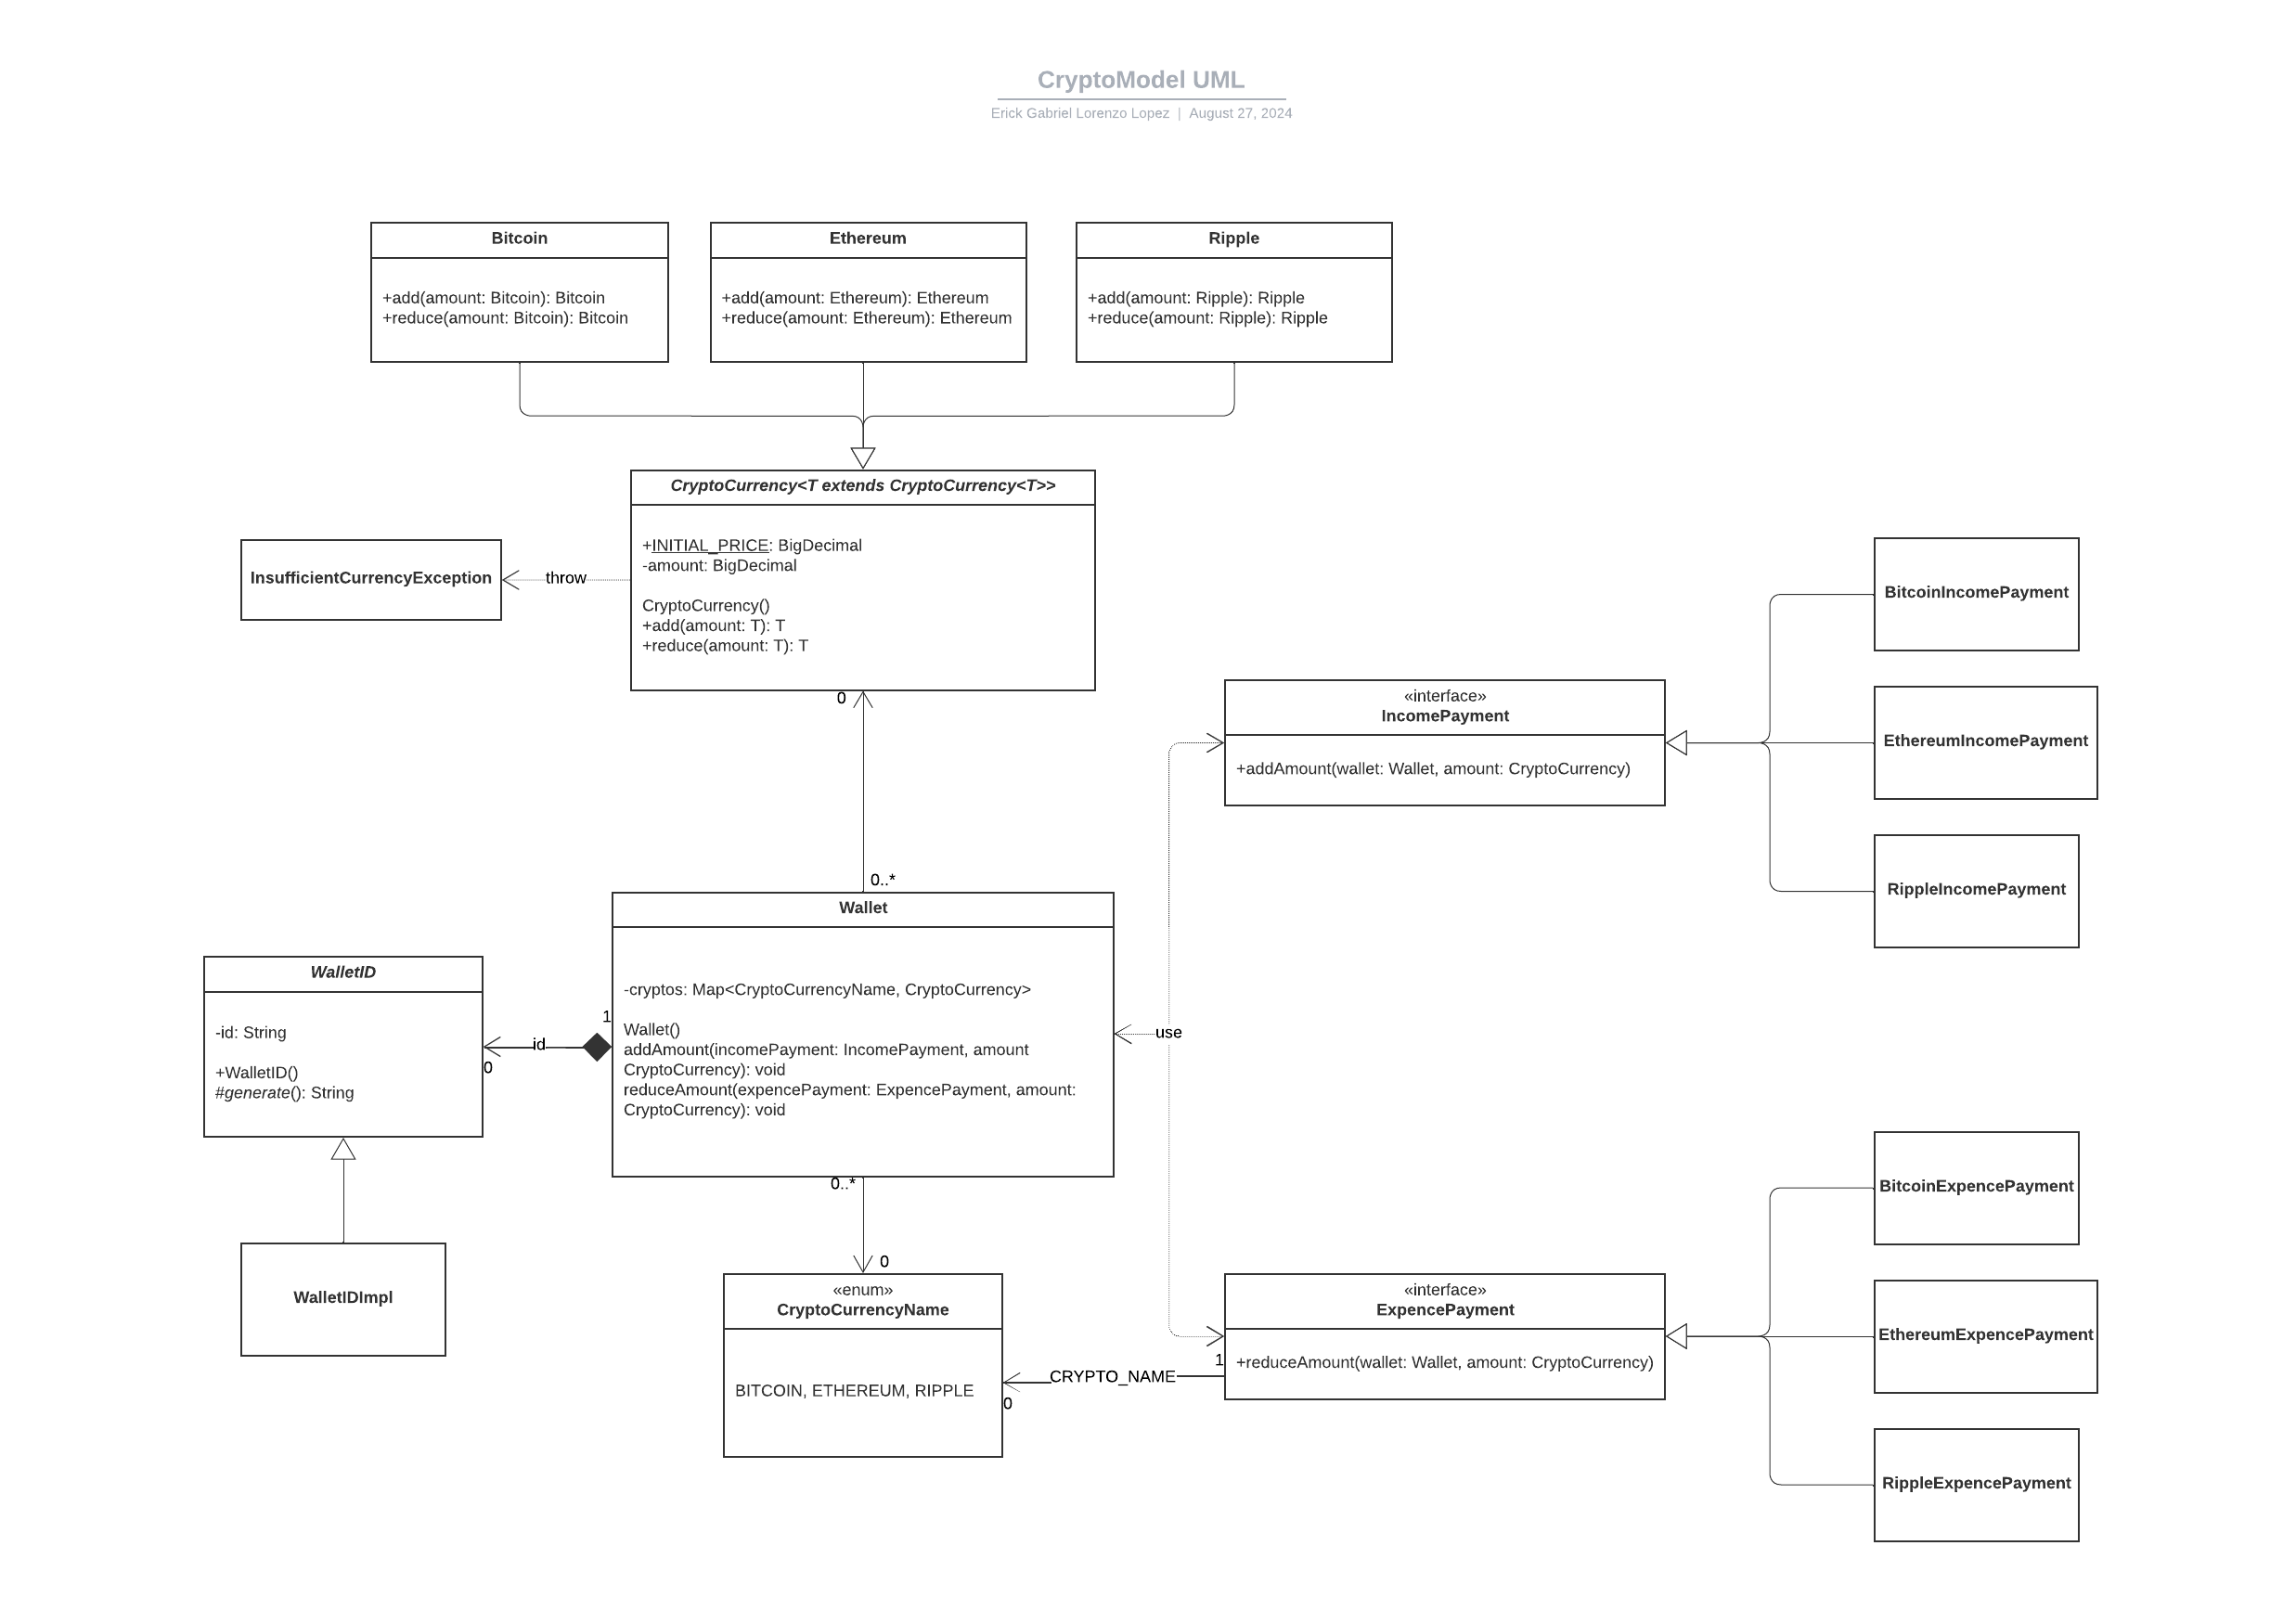 CryptoModel UML
Erick Gabriel Lorenzo Lopez | August 27, 2024
Bitcoin
+add(amount: Bitcoin): Bitcoin
+reduce(amount: Bitcoin): Bitcoin
Ethereum
+add(amount: Ethereum): Ethereum
+reduce(amount: Ethereum): Ethereum
Ripple
+add(amount: Ripple): Ripple
+reduce(amount: Ripple): Ripple
CryptoCurrency<T extends CryptoCurrency<T>>
+INITIAL_PRICE: BigDecimal
-amount: BigDecimal
CryptoCurrency()
+add(amount: T): T
+reduce(amount: T): T
InsufficientCurrencyException
throw
0
0..*
«interface»
IncomePayment
+addAmount(wallet: Wallet, amount: CryptoCurrency)
BitcoinIncomePayment
EthereumIncomePayment
RippleIncomePayment
Wallet
-cryptos: Map<CryptoCurrencyName, CryptoCurrency>
Wallet()
addAmount(incomePayment: IncomePayment, amount
CryptoCurrency): void
reduceAmount(expencePayment: ExpencePayment, amount:
CryptoCurrency): void
WalletID
-id: String
+WalletID()
#generate(): String
1
id
0
use
WalletIDImpl
0..*
0
«enum»
CryptoCurrencyName
BITCOIN, ETHEREUM, RIPPLE
«interface»
ExpencePayment
+reduceAmount(wallet: Wallet, amount: CryptoCurrency)
1
CRYPTO_NAME
0
BitcoinExpencePayment
EthereumExpencePayment
RippleExpencePayment